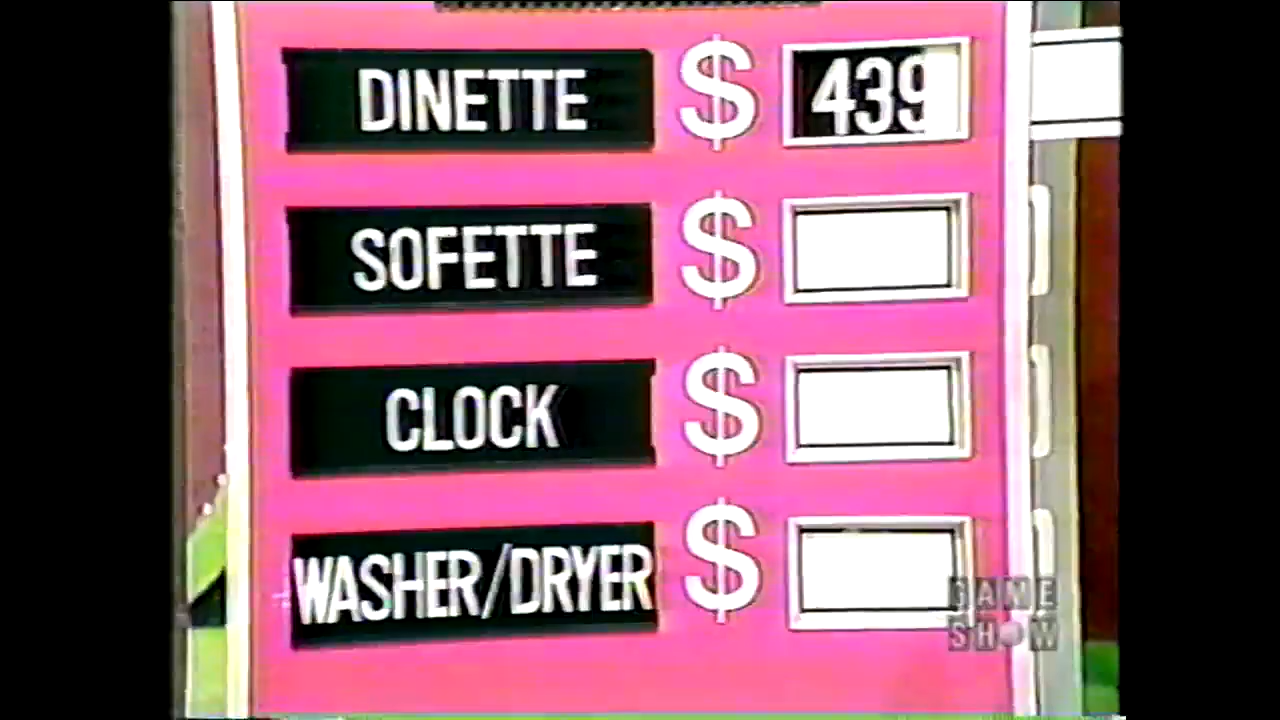 DINETTE $ 439
SOFETTE $
CLOCK $
WASHER/DRYER $
GAME
SHOW